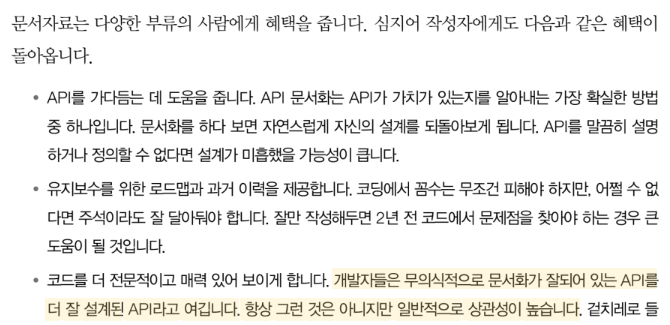 문서자료는 다양한 부류의 사람에게 혜택을 줍니다. 심지어 작성자에게도 다음과 같은 혜택이
돌아옵니다.
• API를 가다듬는 데 도움을 줍니다. API 문서화는 API가 가치가 있는지를 알아내는 가장 확실한 방법
중 하나입니다. 문서화를 하다 보면 자연스럽게 자신의 설계를 되돌아보게 됩니다. API를 말끔히 설명
하거나 정의할 수 없다면 설계가 미흡했을 가능성이 큽니다.
• 유지보수를 위한 로드맵과 과거 이력을 제공합니다. 코딩에서 꼼수는 무조건 피해야 하지만, 어쩔 수 없
다면 주석이라도 잘 달아둬야 합니다. 잘만 작성해두면 2년 전 코드에서 문제점을 찾아야 하는 경우 큰
도움이 될 것입니다.
• 코드를 더 전문적이고 매력 있어 보이게 합니다. 개발자들은 무의식적으로 문서화가 잘되어 있는 API를
더 잘 설계된 API라고 여깁니다. 항상 그런 것은 아니지만 일반적으로 상관성이 높습니다. 겉치레로 들